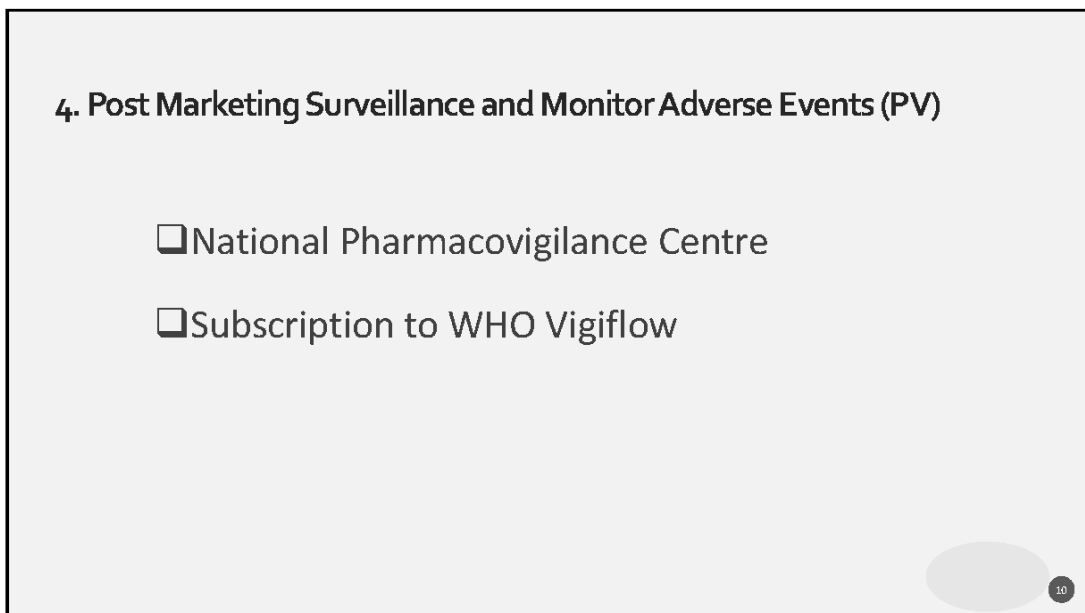 4. Post Marketing Surveillance and Monitor Adverse Events (PV)
❑National Pharmacovigilance Centre
❑Subscription to WHO Vigiflow
10